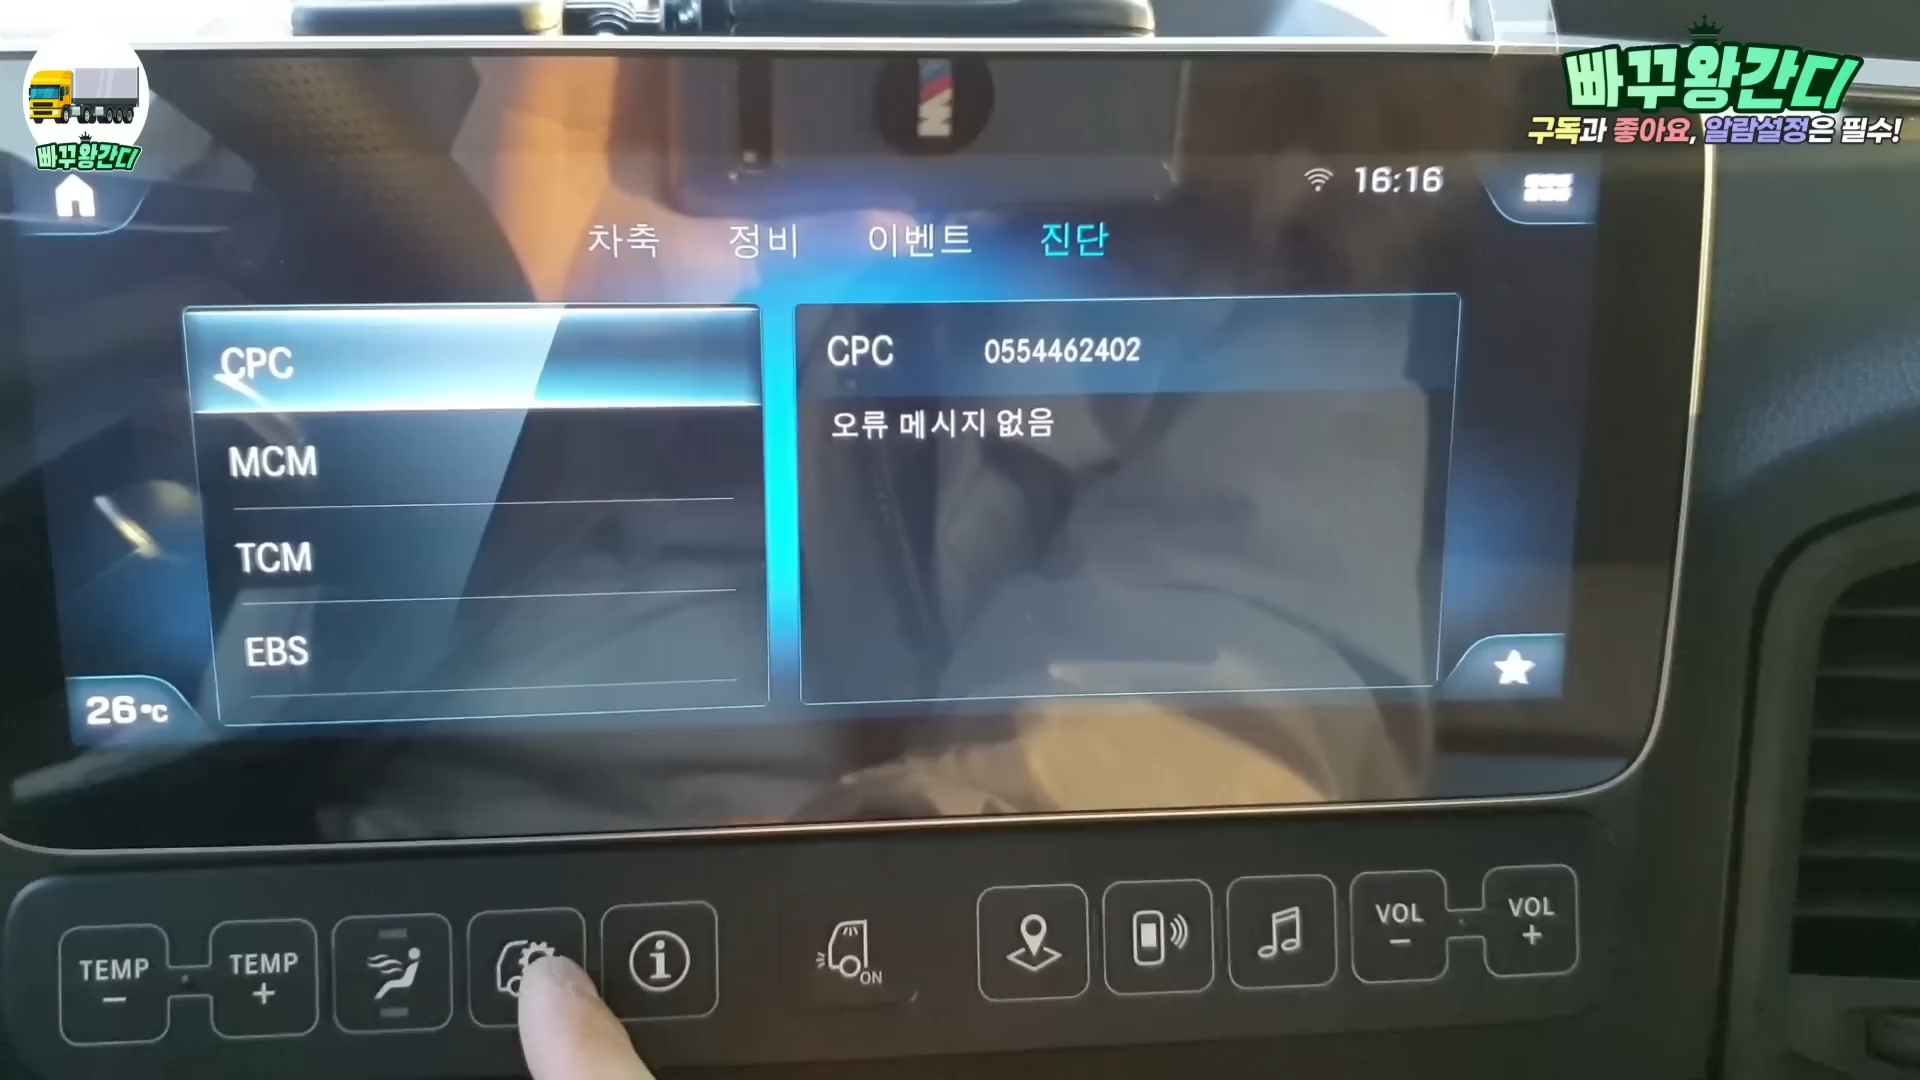 빠꾸왕간디
빠꾸왕간디
구독과 좋아요, 알람설정은 필수!
16:16
차축 정비 이벤트 진단
CPC
MCM
TCM
EBS
CPC 0554462402
오류 메시지 없음
26°C
TEMP −
TEMP +
ON
VOL −
VOL +